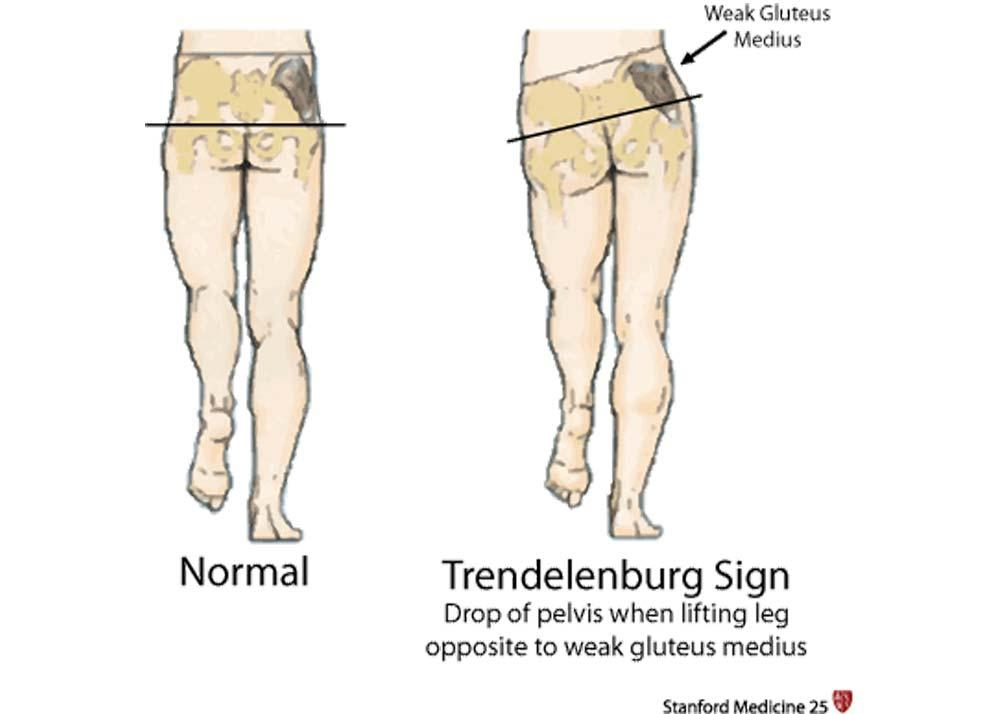 Weak Gluteus
Medius
Normal
Trendelenburg Sign
Drop of pelvis when lifting leg
opposite to weak gluteus medius
Stanford Medicine 25